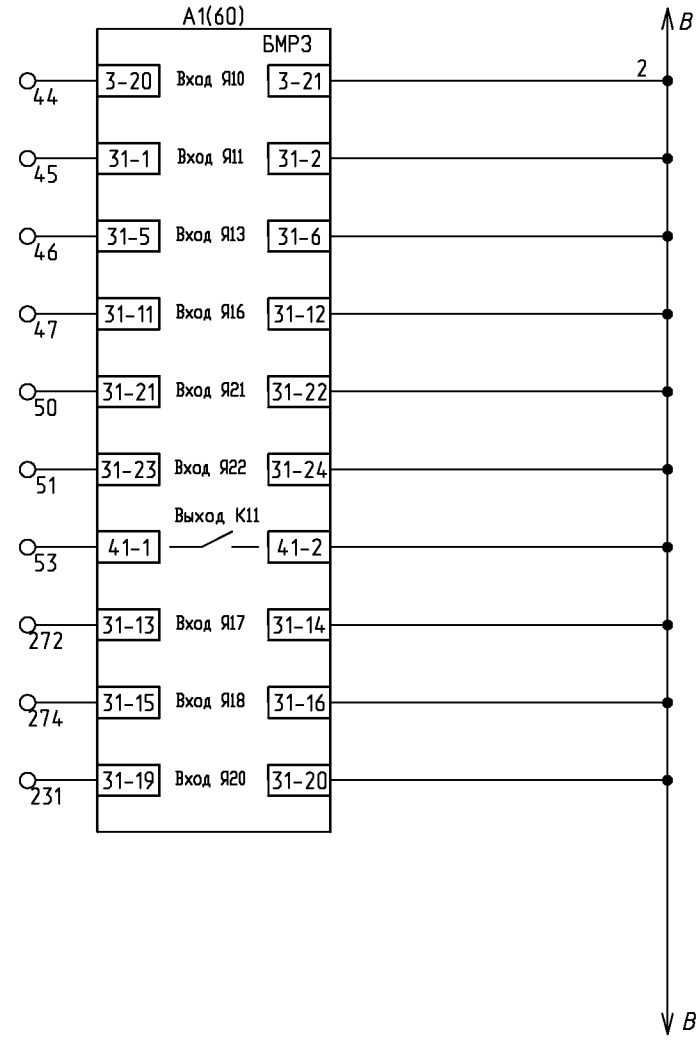 А1(60)
В
БМРЗ
2
3-20 Вход Я10 3-21
44
31-1 Вход Я11 31-2
45
31-5 Вход Я13 31-6
46
31-11 Вход Я16 31-12
47
31-21 Вход Я21 31-22
50
31-23 Вход Я22 31-24
51
Выход К11
41-1 41-2
53
31-13 Вход Я17 31-14
272
31-15 Вход Я18 31-16
274
31-19 Вход Я20 31-20
231
В